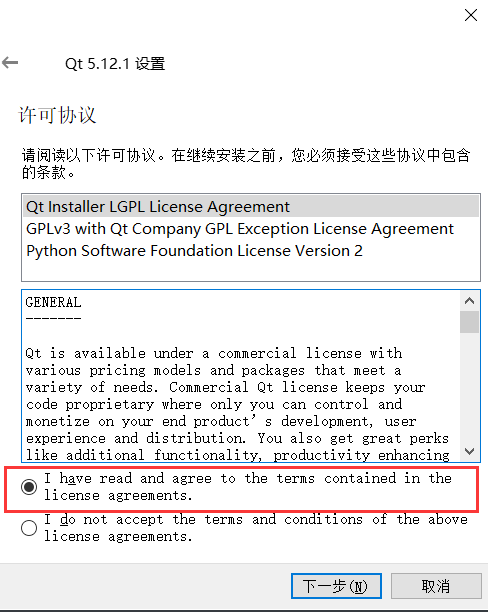 Qt 5.12.1 设置
许可协议
请阅读以下许可协议。在继续安装之前，您必须接受这些协议中包含
的条款。
Qt Installer LGPL License Agreement
GPLv3 with Qt Company GPL Exception License Agreement
Python Software Foundation License Version 2
GENERAL
-------
Qt is available under a commercial license with
various pricing models and packages that meet a
variety of needs. Commercial Qt license keeps your
code proprietary where only you can control and
monetize on your end product's development, user
experience and distribution. You also get great perks
like additional functionality, productivity enhancing
I have read and agree to the terms contained in the
license agreements.
I do not accept the terms and conditions of the above
license agreements.
下一步(N)
取消